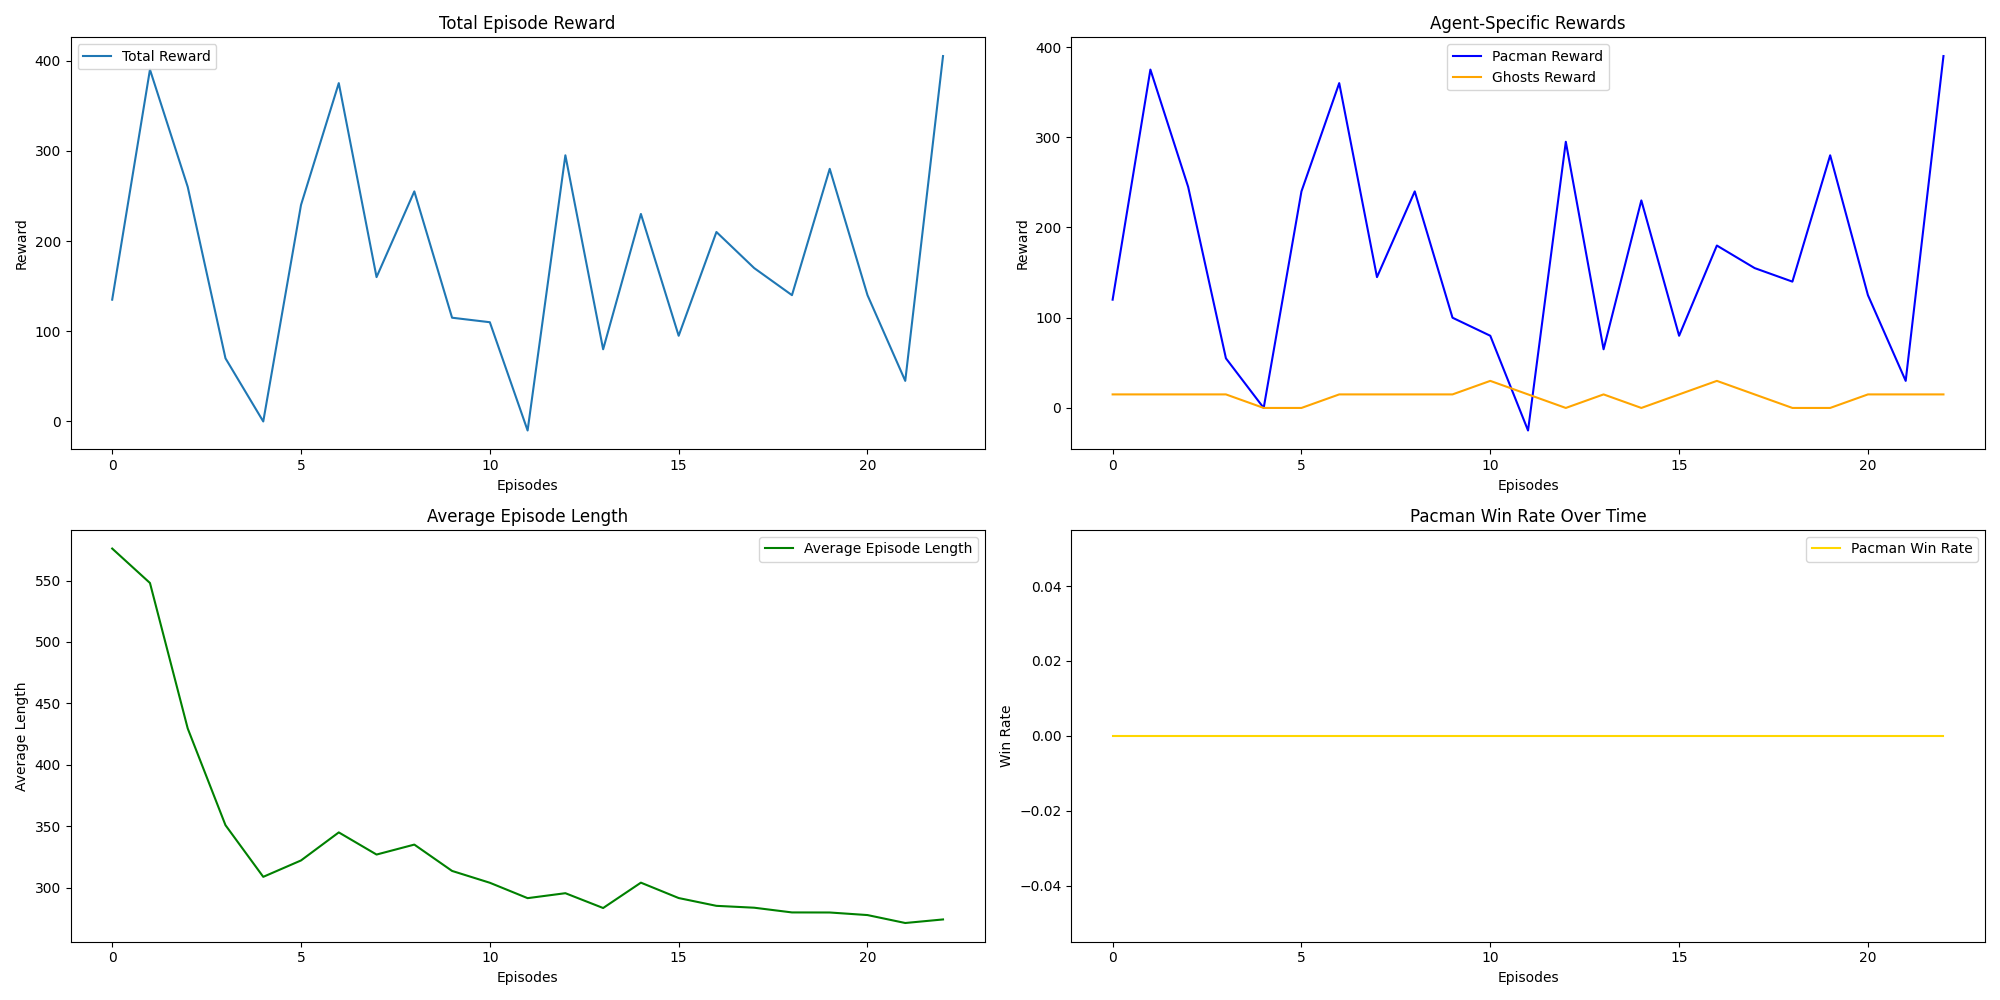 Total Episode Reward
Total Reward
400
300
200
100
0
Reward
0 5 10 15 20
Episodes
Agent-Specific Rewards
Pacman Reward
Ghosts Reward
400
300
200
100
0
Reward
0 5 10 15 20
Episodes
Average Episode Length
Average Episode Length
550
500
450
400
350
300
Average Length
0 5 10 15 20
Episodes
Pacman Win Rate Over Time
Pacman Win Rate
0.04
0.02
0.00
−0.02
−0.04
Win Rate
0 5 10 15 20
Episodes